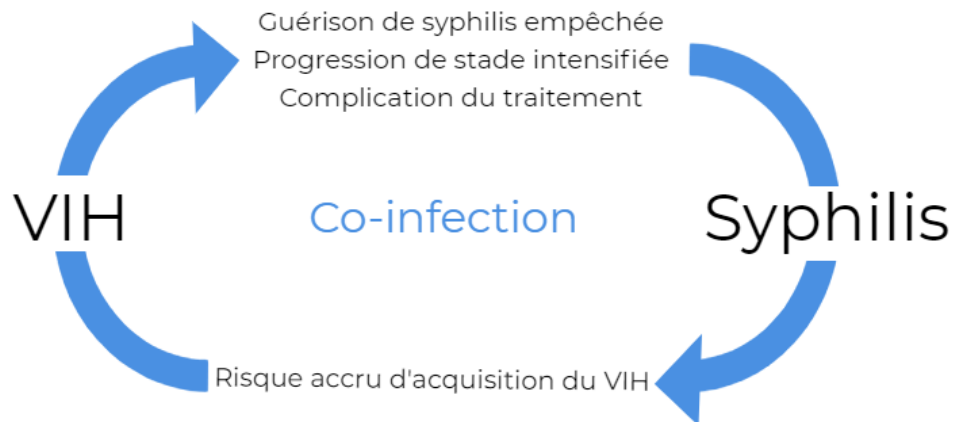 Guérison de syphilis empêchée
Progression de stade intensifiée
Complication du traitement
VIH
Co-infection
Syphilis
Risque accru d'acquisition du VIH